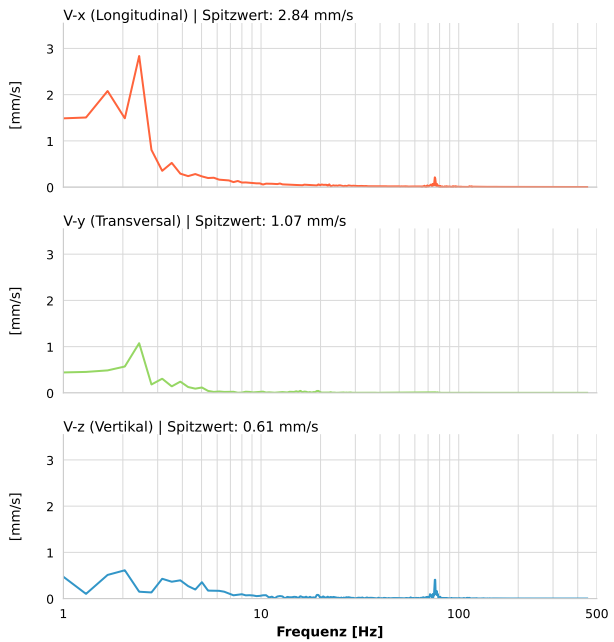 V-x (Longitudinal) | Spitzwert: 2.84 mm/s
3
2
1
0
[mm/s]
V-y (Transversal) | Spitzwert: 1.07 mm/s
3
2
1
0
[mm/s]
V-z (Vertikal) | Spitzwert: 0.61 mm/s
3
2
1
0
[mm/s]
1 10 100 500
Frequenz [Hz]